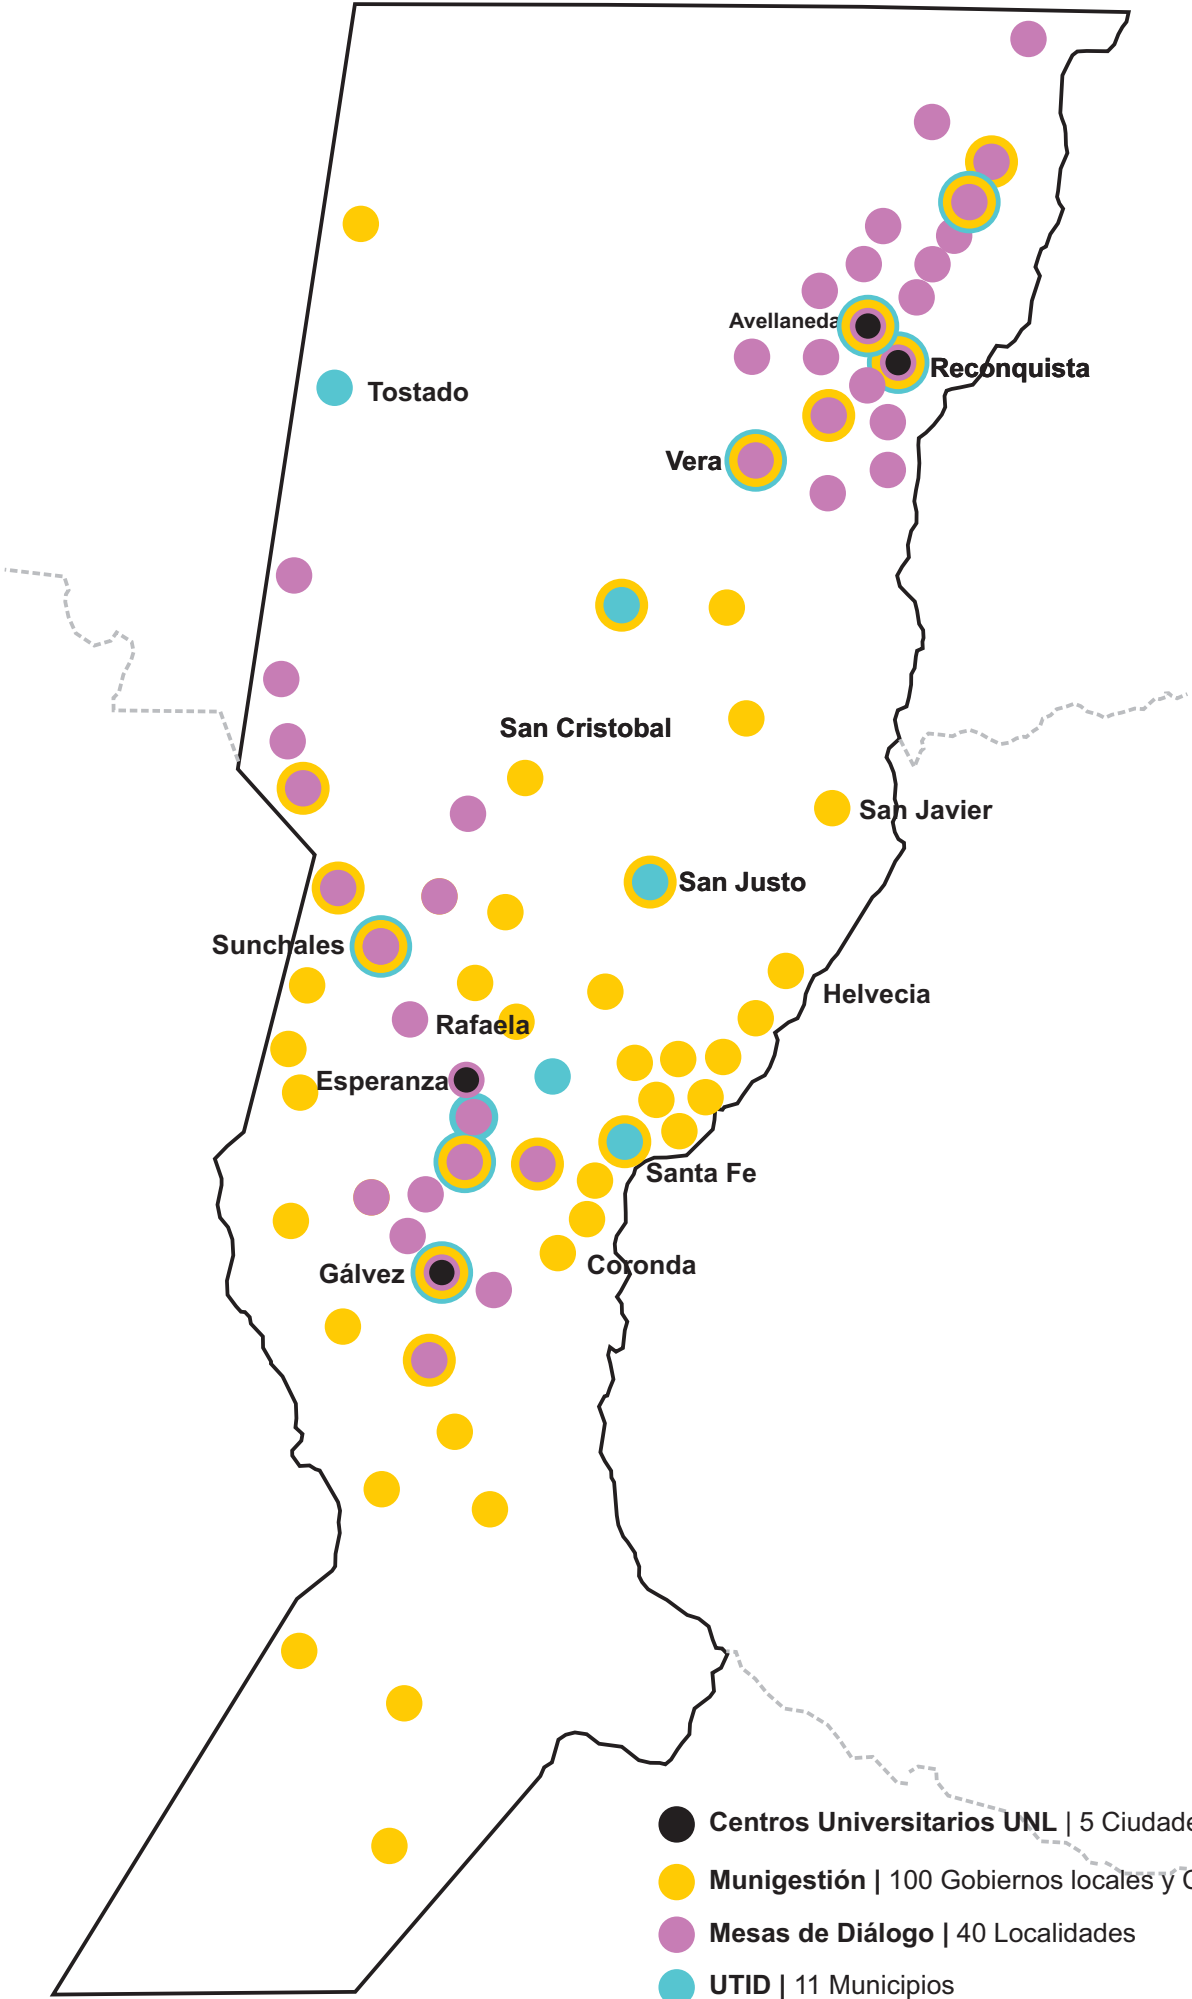 Avellaneda
Reconquista
Tostado
Vera
San Cristobal
San Javier
San Justo
Sunchales
Helvecia
Rafaela
Esperanza
Santa Fe
Coronda
Gálvez
Centros Universitarios UNL | 5 Ciudade
Munigestión | 100 Gobiernos locales y
Mesas de Diálogo | 40 Localidades
UTID | 11 Municipios